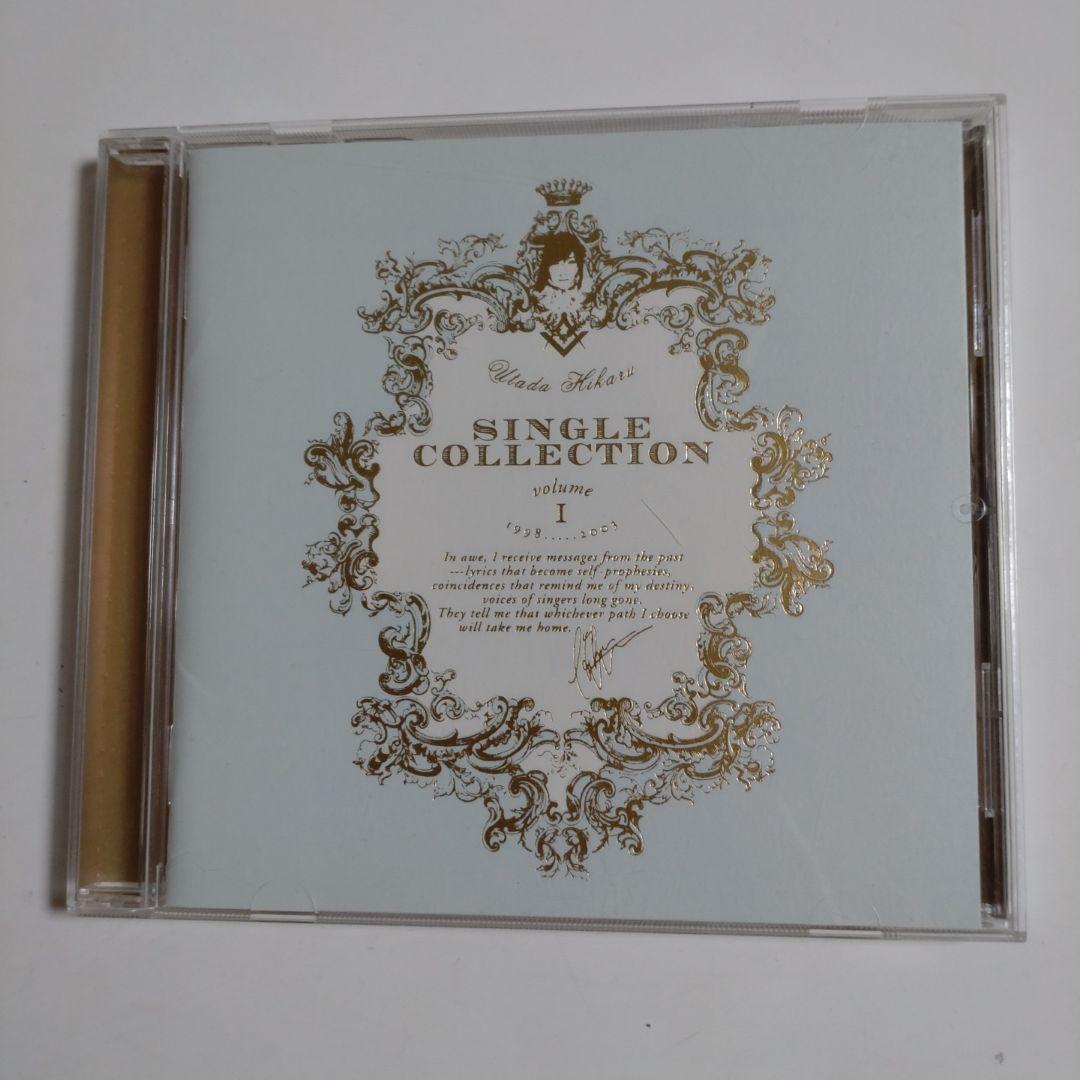 Utada Hikaru
SINGLE
COLLECTION
volume
I
1998.....2003
In awe, I receive messages from the past
---lyrics that become self-prophesies,
coincidences that remind me of my destiny,
voices of singers long gone.
They tell me that whichever path I choose
will take me home.